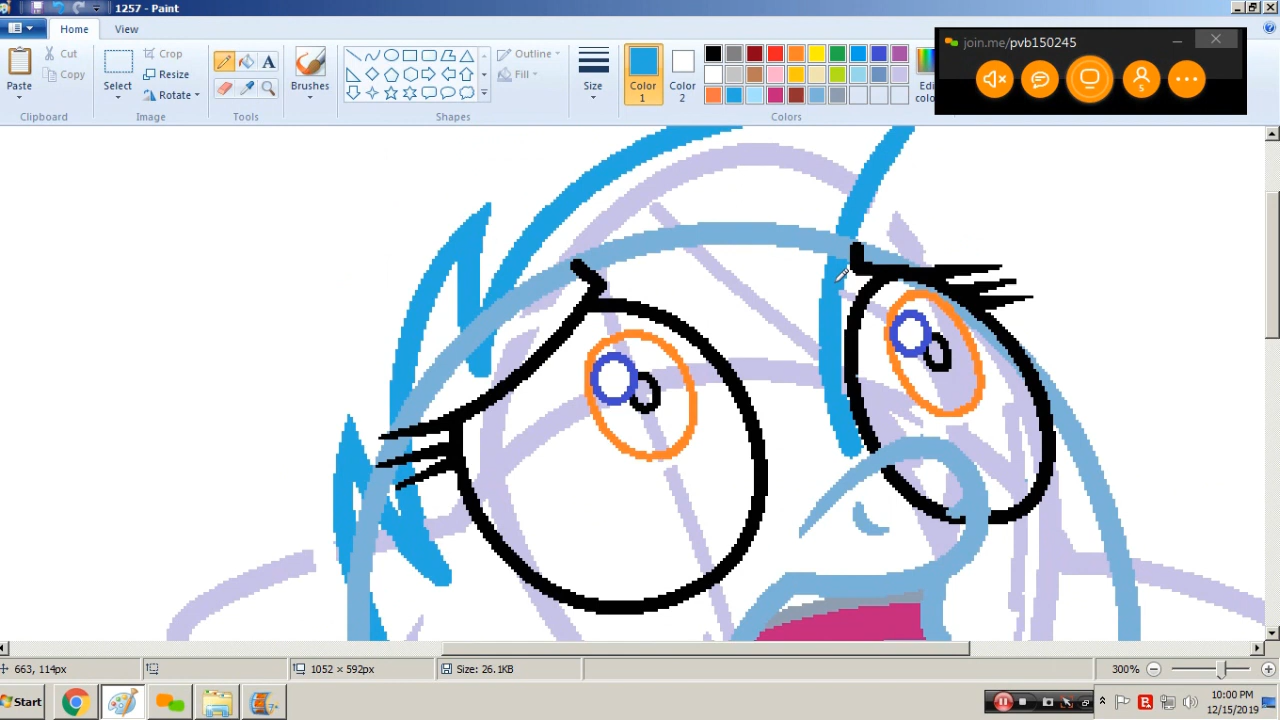 1257 - Paint
Home View
join.me/pvb150245
Paste
Cut
Copy
Clipboard
Select
Crop
Resize
Rotate
Image
A
Tools
Brushes
Outline
Fill
Shapes
Size
Color 1
Color 2
Colors
5
663, 114px
1052 × 592px
Size: 26.1KB
300%
Start
10:00 PM
12/15/2019